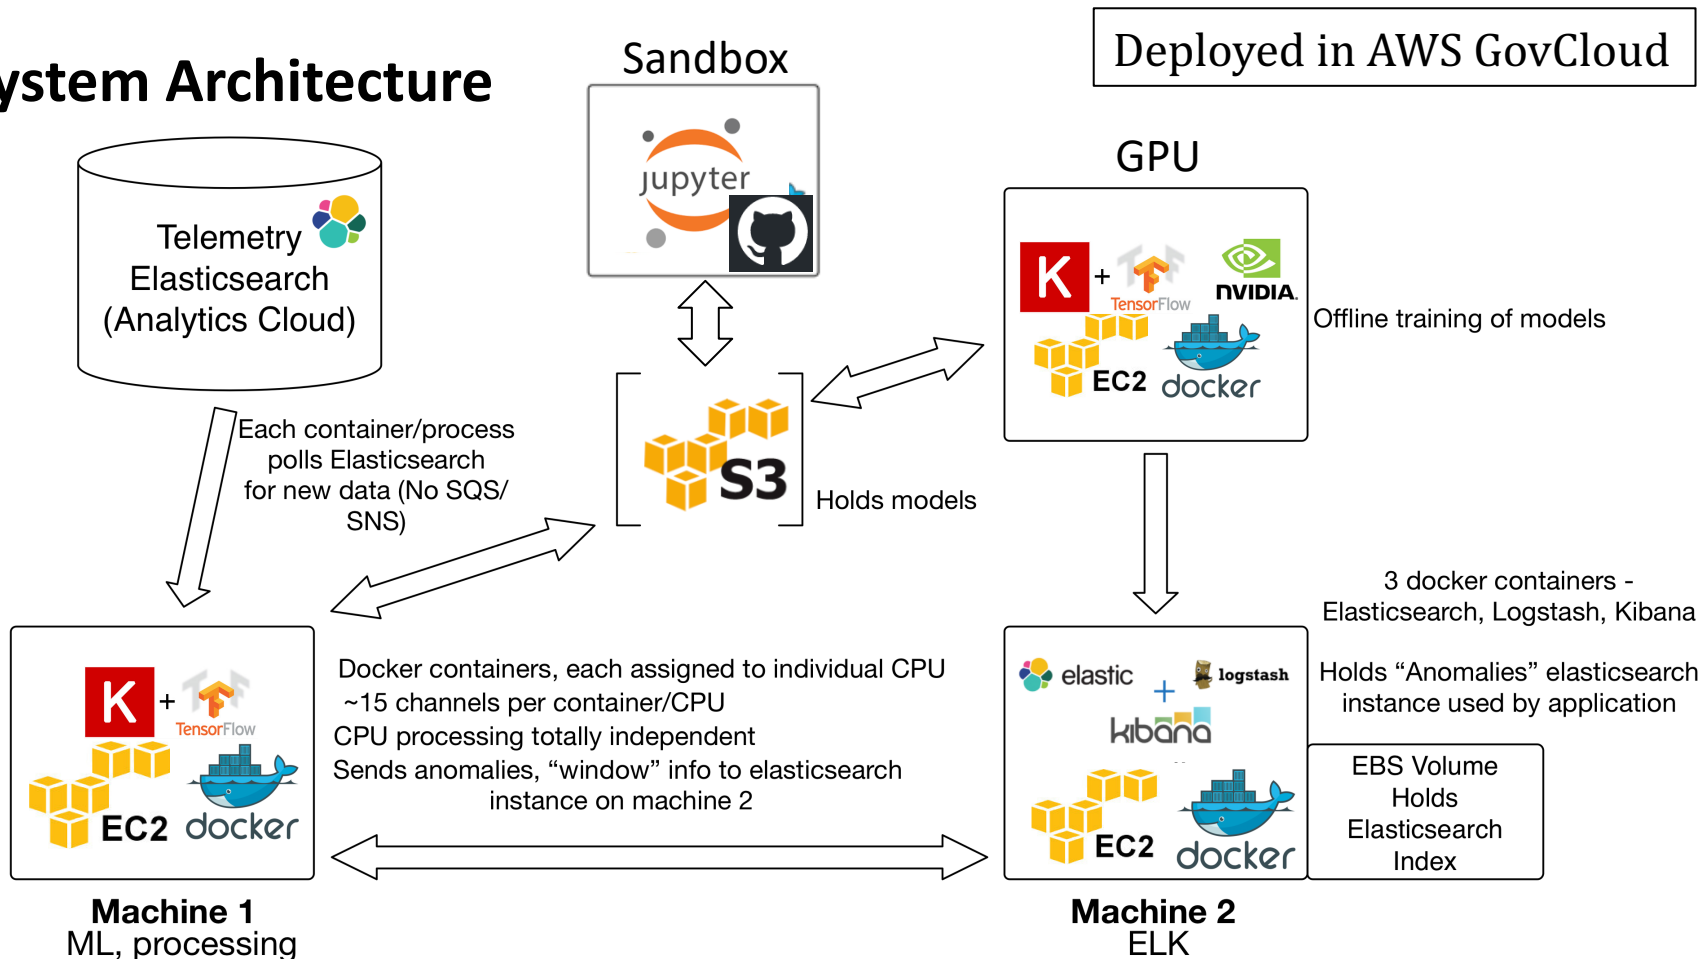 ystem Architecture
Sandbox
Deployed in AWS GovCloud
jupyter
GPU
Telemetry
Elasticsearch
(Analytics Cloud)
K + TensorFlow
NVIDIA.
EC2
docker
Offline training of models
Each container/process
polls Elasticsearch
for new data (No SQS/
SNS)
S3
Holds models
3 docker containers -
Elasticsearch, Logstash, Kibana
Holds “Anomalies” elasticsearch
instance used by application
K + TensorFlow
EC2
docker
Docker containers, each assigned to individual CPU
~15 channels per container/CPU
CPU processing totally independent
Sends anomalies, “window” info to elasticsearch
instance on machine 2
elastic
+
logstash
kibana
EC2
docker
EBS Volume
Holds
Elasticsearch
Index
Machine 1
ML, processing
Machine 2
ELK